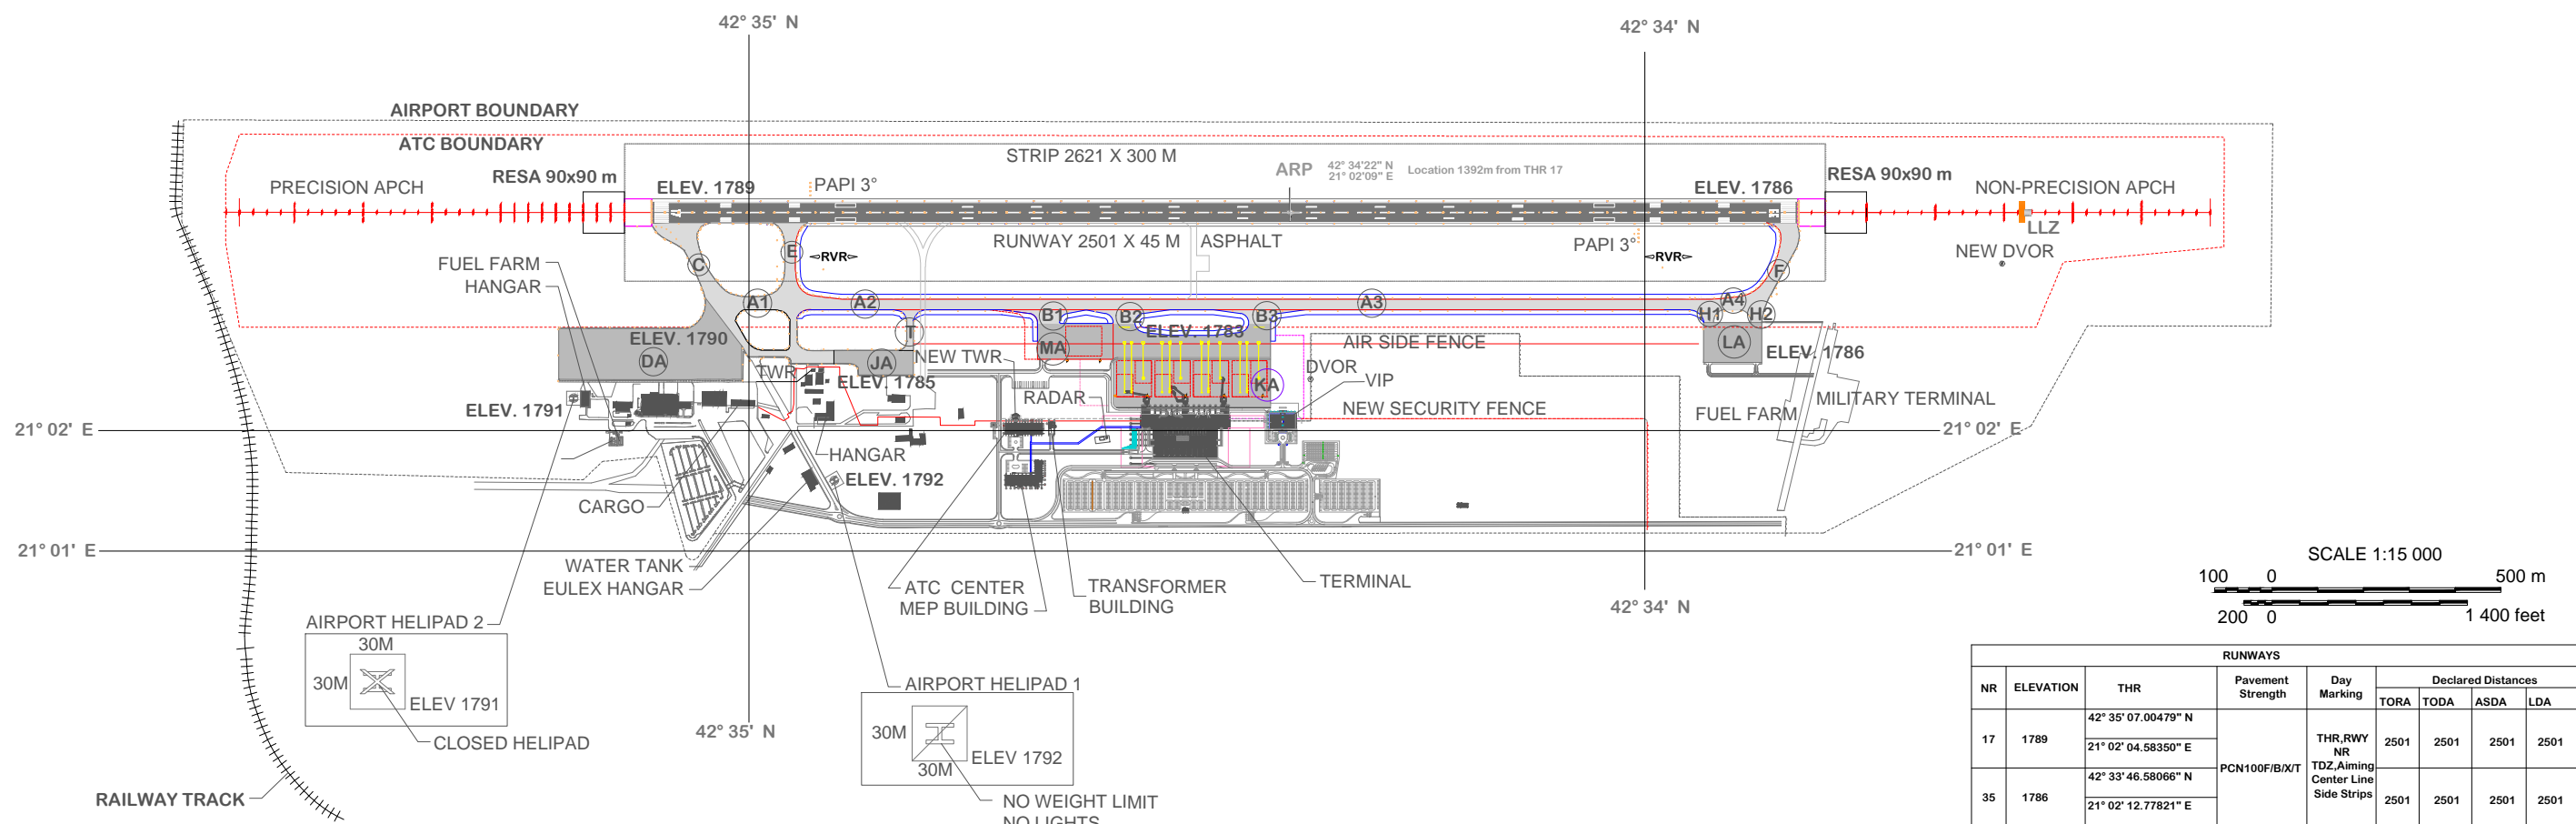 42° 35' N
42° 34' N
AIRPORT BOUNDARY
ATC BOUNDARY
STRIP 2621 X 300 M
ARP
42° 34'22" N
21° 02'09" E
Location 1392m from THR 17
PRECISION APCH
RESA 90x90 m
ELEV. 1789
PAPI 3°
ELEV. 1786
RESA 90x90 m
NON-PRECISION APCH
17
35
LLZ
NEW DVOR
RUNWAY 2501 X 45 M
ASPHALT
PAPI 3°
RVR
RVR
C
E
F
FUEL FARM
HANGAR
A1
A2
B1
B2
B3
A3
A4
H1
H2
T
ELEV. 1790
DA
MA
ELEV. 1783
LA
ELEV. 1786
JA
NEW TWR
AIR SIDE FENCE
DVOR
TWR
ELEV. 1785
KA
VIP
RADAR
NEW SECURITY FENCE
MILITARY TERMINAL
FUEL FARM
ELEV. 1791
21° 02' E
21° 02' E
HANGAR
ELEV. 1792
CARGO
21° 01' E
21° 01' E
WATER TANK
EULEX HANGAR
ATC CENTER
MEP BUILDING
TRANSFORMER
BUILDING
TERMINAL
SCALE 1:15 000
100 0 500 m
200 0 1 400 feet
42° 34' N
AIRPORT HELIPAD 2
30M
30M
ELEV 1791
CLOSED HELIPAD
42° 35' N
AIRPORT HELIPAD 1
30M
30M
ELEV 1792
NO WEIGHT LIMIT
NO LIGHTS
RAILWAY TRACK
RUNWAYS
NR ELEVATION THR Pavement Strength Day Marking Declared Distances
TORA TODA ASDA LDA
17 1789 42° 35' 07.00479" N
21° 02' 04.58350" E
2501 2501 2501 2501
PCN100F/B/X/T
THR,RWY
NR
TDZ,Aiming
Center Line
Side Strips
35 1786 42° 33' 46.58066" N
21° 02' 12.77821" E
2501 2501 2501 2501